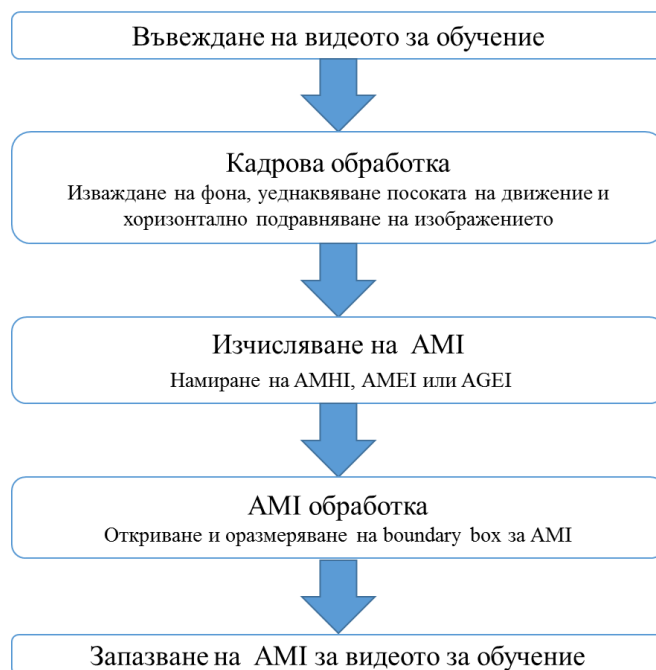 Въвеждане на видеото за обучение
Кадрова обработка
Изваждане на фона, уеднаквяване посоката на движение и
хоризонтално подравняване на изображението
Изчисляване на AMI
Намиране на AMHI, AMEI или AGEI
AMI обработка
Откриване и оразмеряване на boundary box за AMI
Запазване на AMI за видеото за обучение